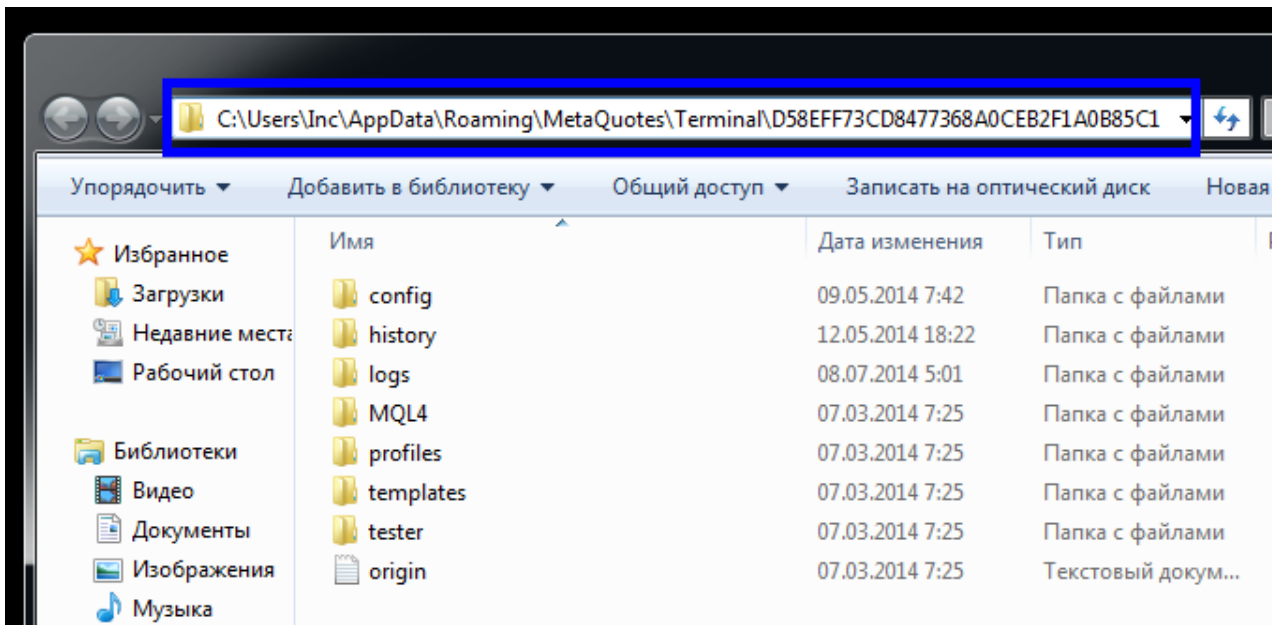 C:\Users\Inc\AppData\Roaming\MetaQuotes\Terminal\D58EFF73CD8477368A0CEB2F1A0B85C1
Упорядочить Добавить в библиотеку Общий доступ Записать на оптический диск Новая
Имя Дата изменения Тип
Избранное
Загрузки
Недавние места
Рабочий стол
Библиотеки
Видео
Документы
Изображения
Музыка
config 09.05.2014 7:42 Папка с файлами
history 12.05.2014 18:22 Папка с файлами
logs 08.07.2014 5:01 Папка с файлами
MQL4 07.03.2014 7:25 Папка с файлами
profiles 07.03.2014 7:25 Папка с файлами
templates 07.03.2014 7:25 Папка с файлами
tester 07.03.2014 7:25 Папка с файлами
origin 07.03.2014 7:25 Текстовый докум...